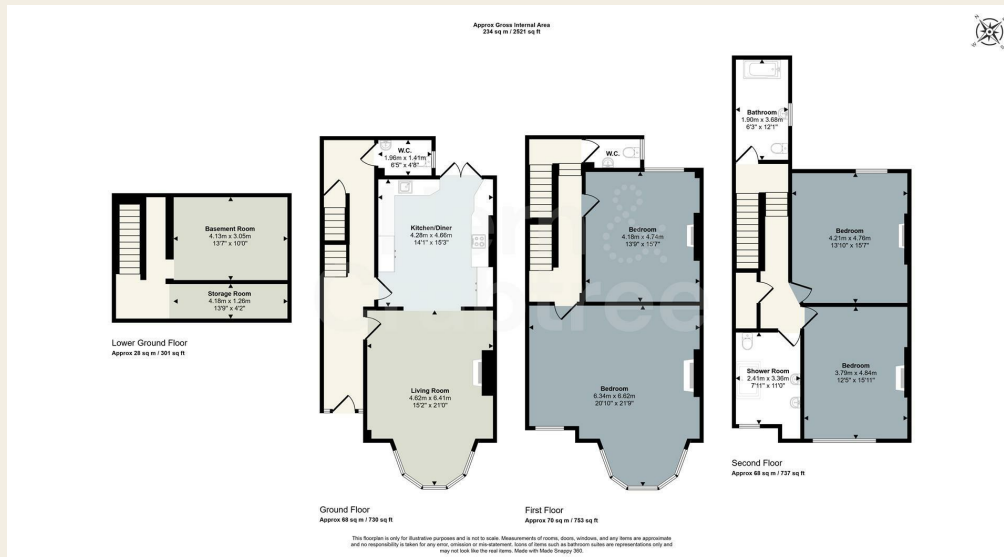 Approx Gross Internal Area
234 sq m / 2521 sq ft
Basement Room
4.13m x 3.05m
13'7" x 10'0"
Storage Room
4.18m x 1.26m
13'9" x 4'2"
Lower Ground Floor
Approx 28 sq m / 301 sq ft
W.C.
1.96m x 1.41m
6'5" x 4'8"
Kitchen/Diner
4.28m x 4.66m
14'1" x 15'3"
Living Room
4.62m x 6.41m
15'2" x 21'0"
Ground Floor
Approx 68 sq m / 730 sq ft
W.C.
Bedroom
4.18m x 4.74m
13'9" x 15'7"
Bedroom
6.34m x 6.62m
20'10" x 21'9"
First Floor
Approx 70 sq m / 753 sq ft
Bathroom
1.90m x 3.68m
6'3" x 12'1"
Bedroom
4.21m x 4.76m
13'10" x 15'7"
Shower Room
2.41m x 3.36m
7'11" x 11'0"
Bedroom
3.79m x 4.84m
12'5" x 15'11"
Second Floor
Approx 68 sq m / 737 sq ft
This floorplan is only for illustrative purposes and is not to scale. Measurements of rooms, doors, windows, and any items are approximate
and no responsibility is taken for any error, omission or mis-statement. Icons of items such as bathroom suites are representations only and
may not look like the real items. Made with Made Snappy 360.